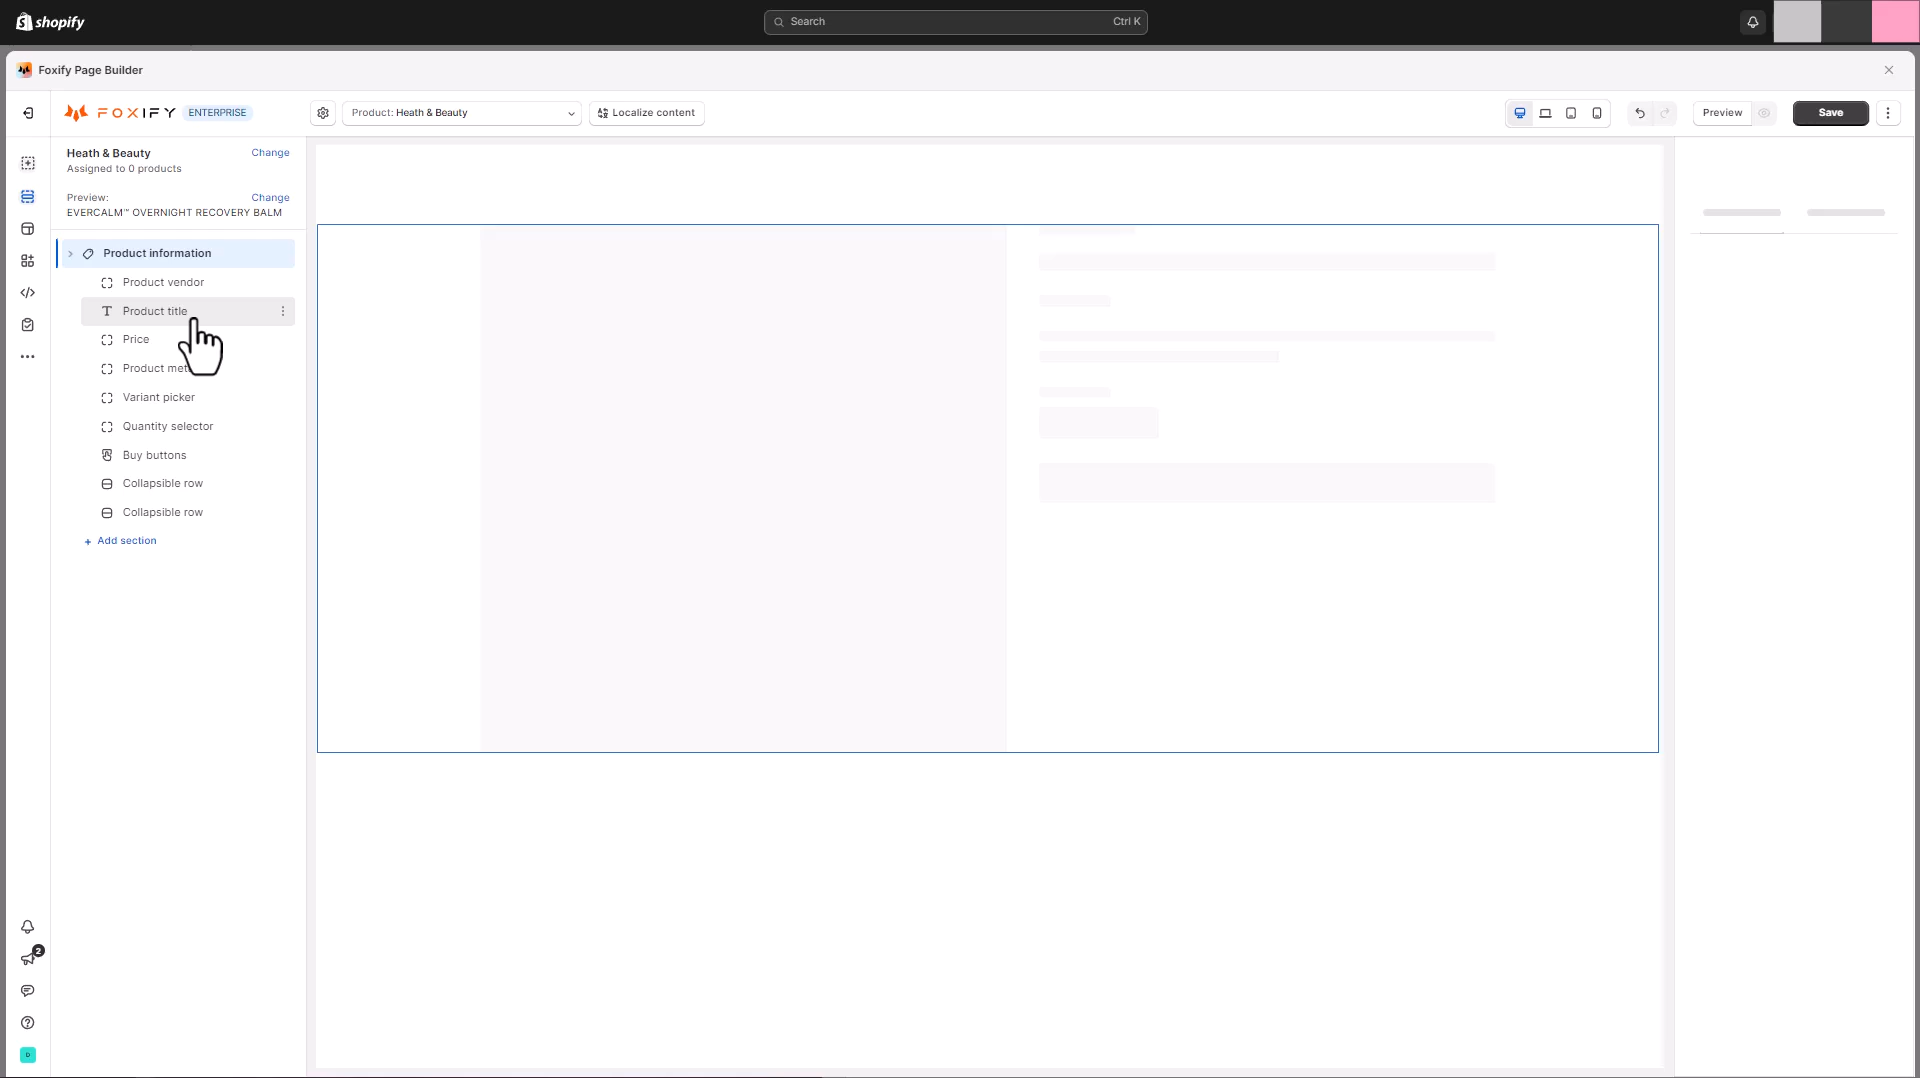 shopify
Search
Ctrl K
Foxify Page Builder
FOXIFY
ENTERPRISE
Product: Heath & Beauty
Localize content
Preview
Save
Heath & Beauty
Change
Assigned to 0 products
Preview:
Change
EVERCALM™ OVERNIGHT RECOVERY BALM
Product information
Product vendor
Product title
Price
Product met
Variant picker
Quantity selector
Buy buttons
Collapsible row
Collapsible row
+ Add section
2
D